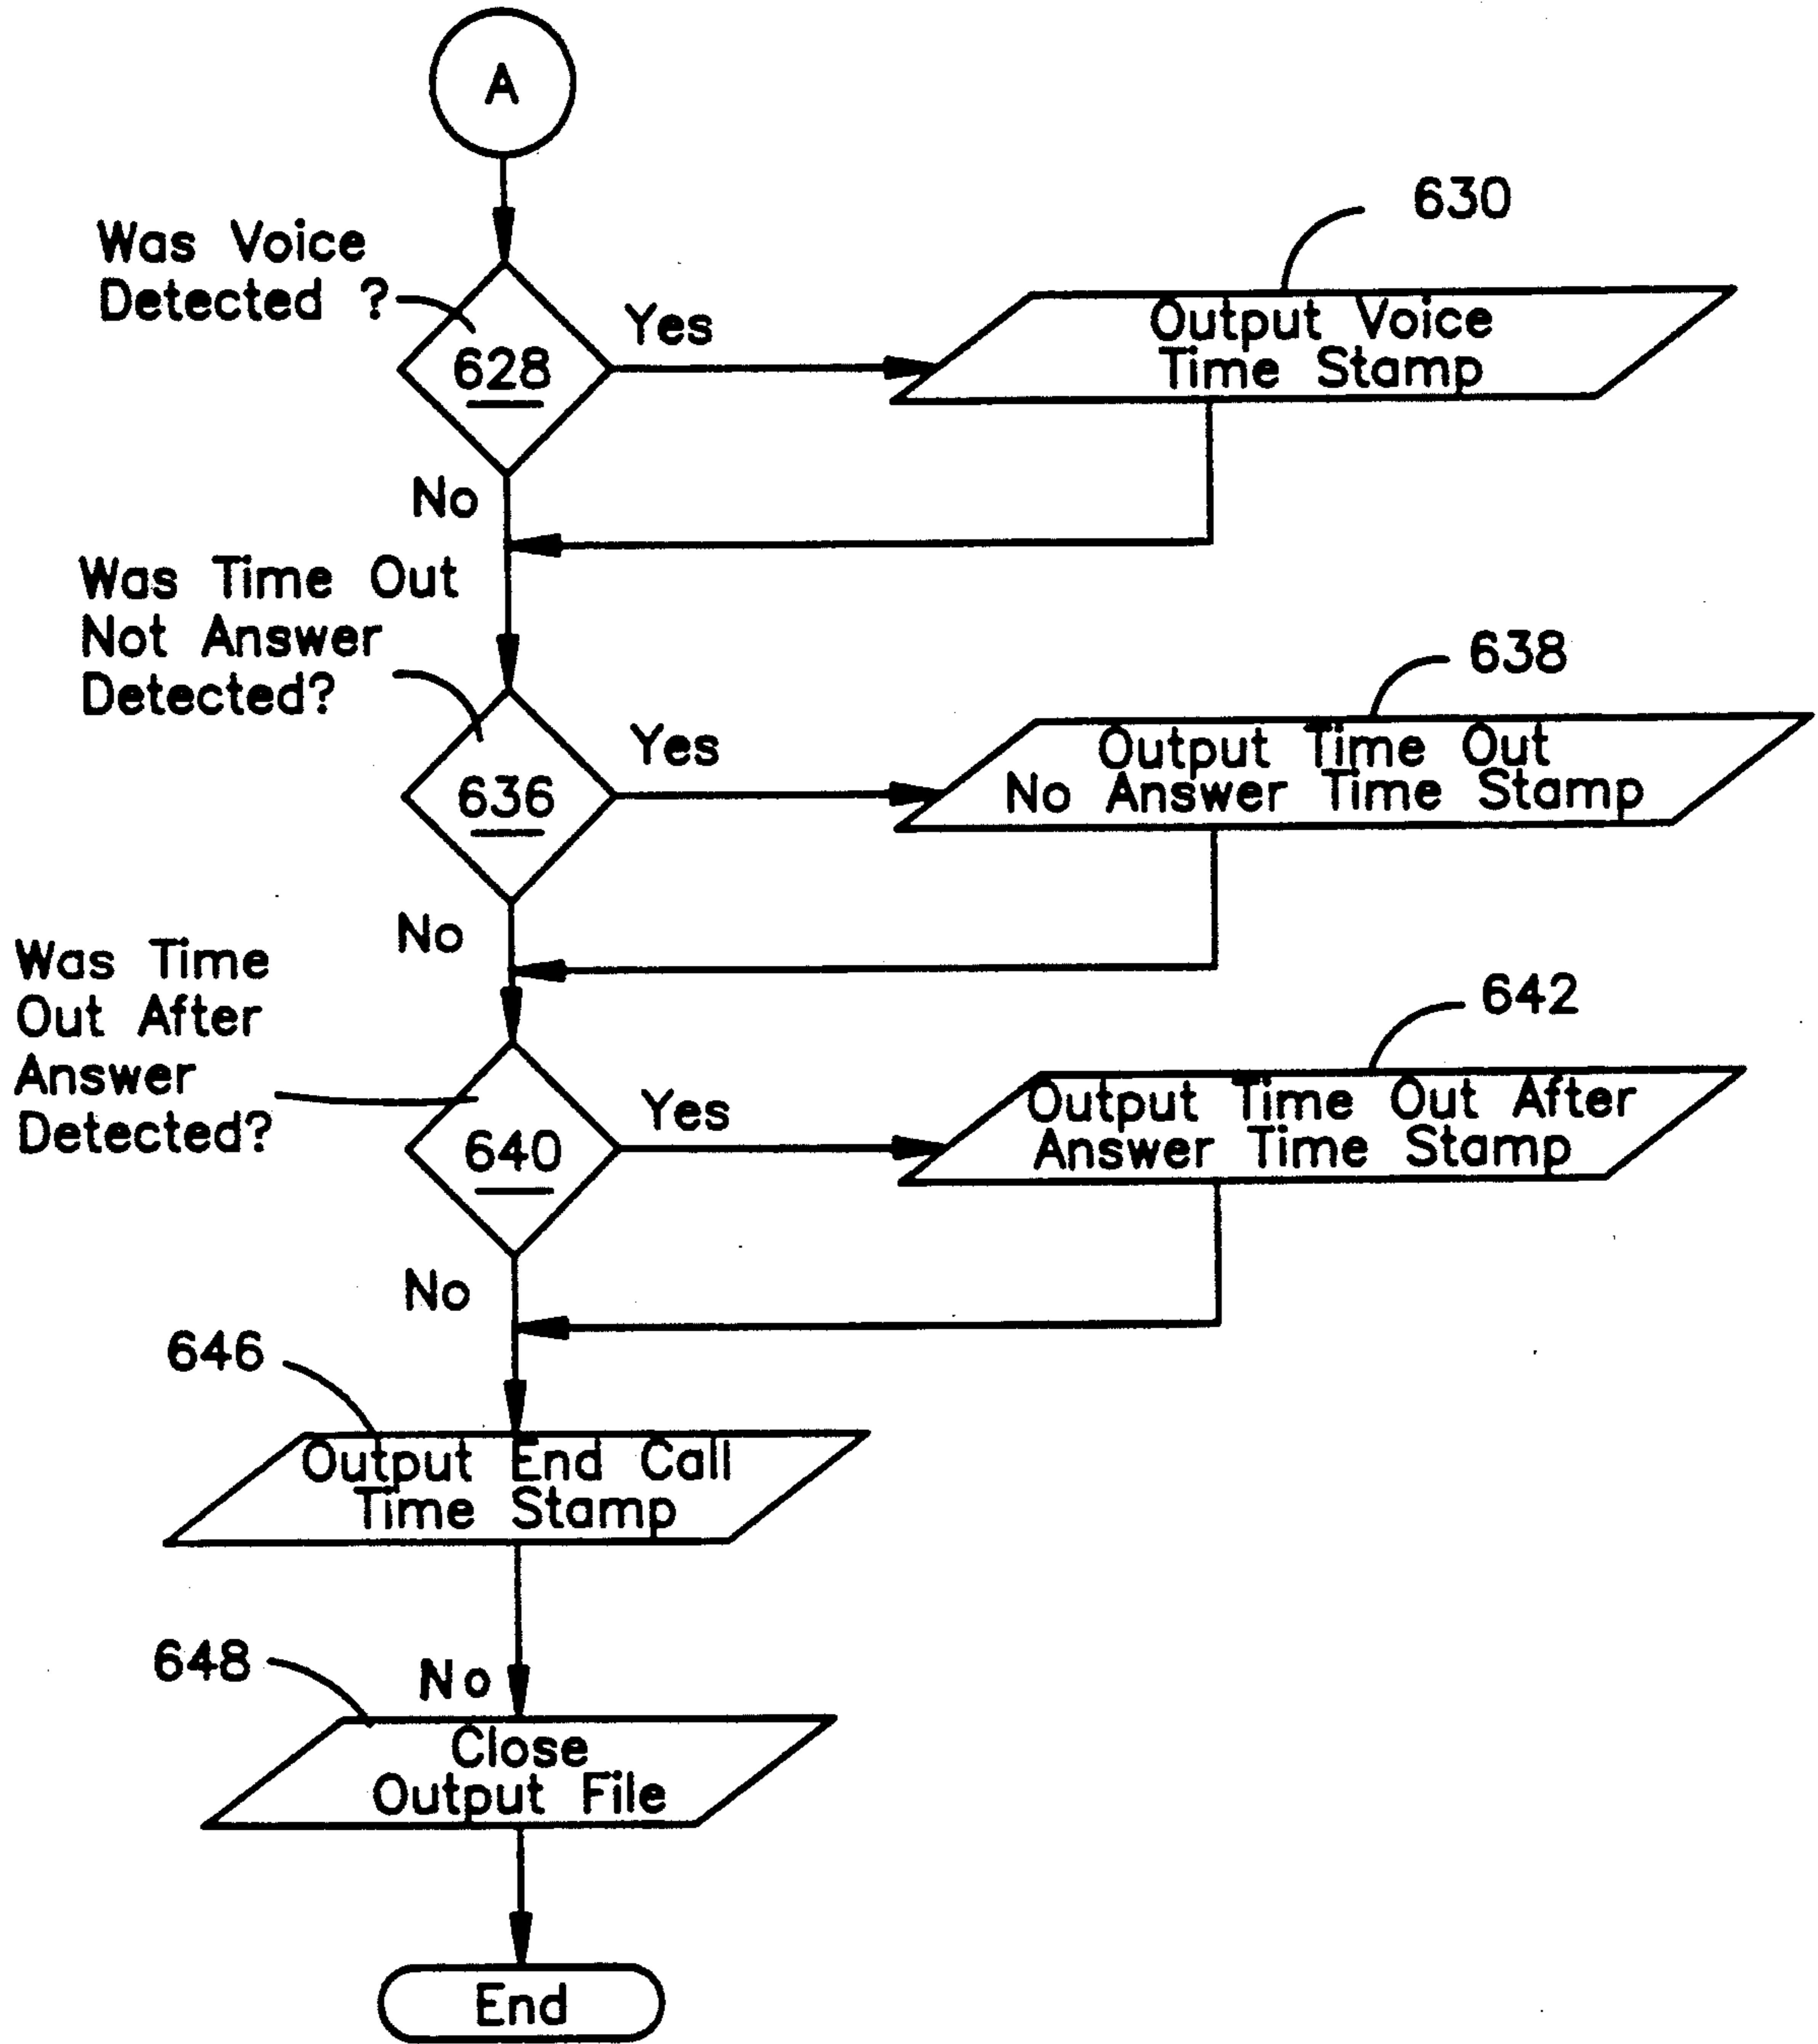 A
Was Voice
Detected ?
628
Yes
630
Output Voice
Time Stamp
No
Was Time Out
Not Answer
Detected?
636
Yes
638
Output Time Out
No Answer Time Stamp
No
Was Time
Out After
Answer
Detected?
640
Yes
642
Output Time Out After
Answer Time Stamp
No
646
Output End Call
Time Stamp
648
No
Close
Output File
End